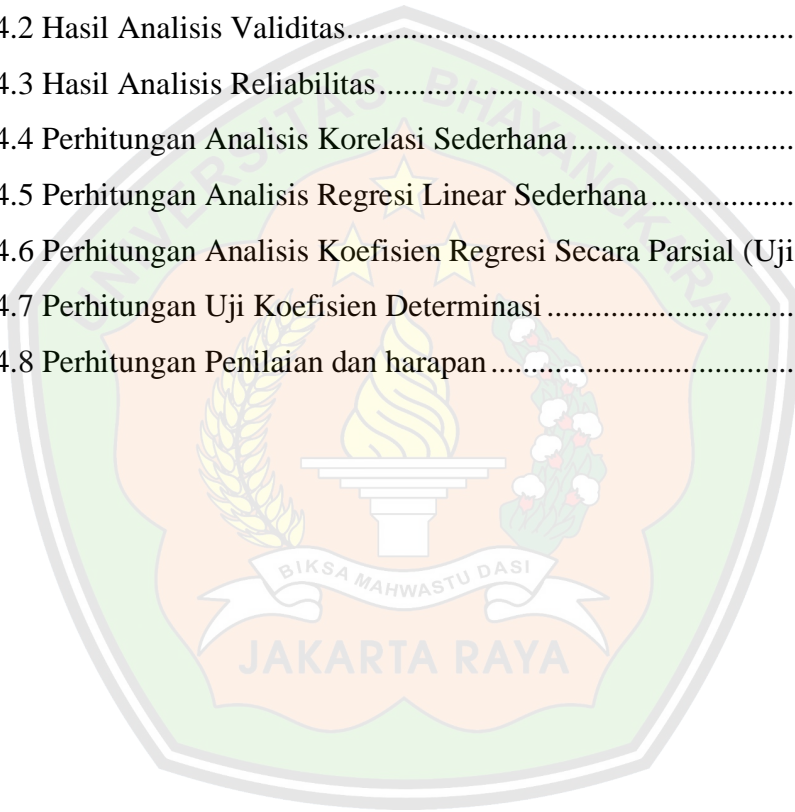 4.2 Hasil Analisis Validitas............................................................
4.3 Hasil Analisis Reliabilitas.......................................................
4.4 Perhitungan Analisis Korelasi Sederhana..............................
4.5 Perhitungan Analisis Regresi Linear Sederhana....................
4.6 Perhitungan Analisis Koefisien Regresi Secara Parsial (Uji
4.7 Perhitungan Uji Koefisien Determinasi.................................
4.8 Perhitungan Penilaian dan harapan........................................
UNIVERSITAS BHAYANGKARA
BIKSA MAHWASTU DASI
JAKARTA RAYA